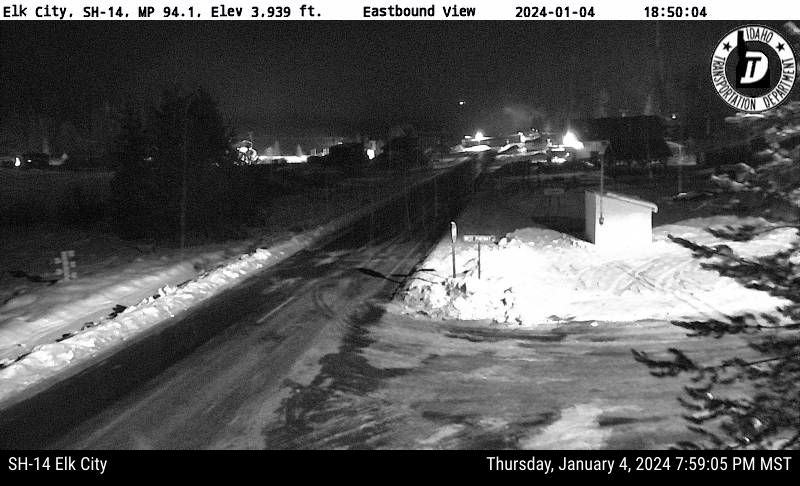 Elk City, SH-14, MP 94.1, Elev 3,939 ft. Eastbound View 2024-01-04 18:50:04
IDAHO
TRANSPORTATION DEPARTMENT
SH-14 Elk City Thursday, January 4, 2024 7:59:05 PM MST